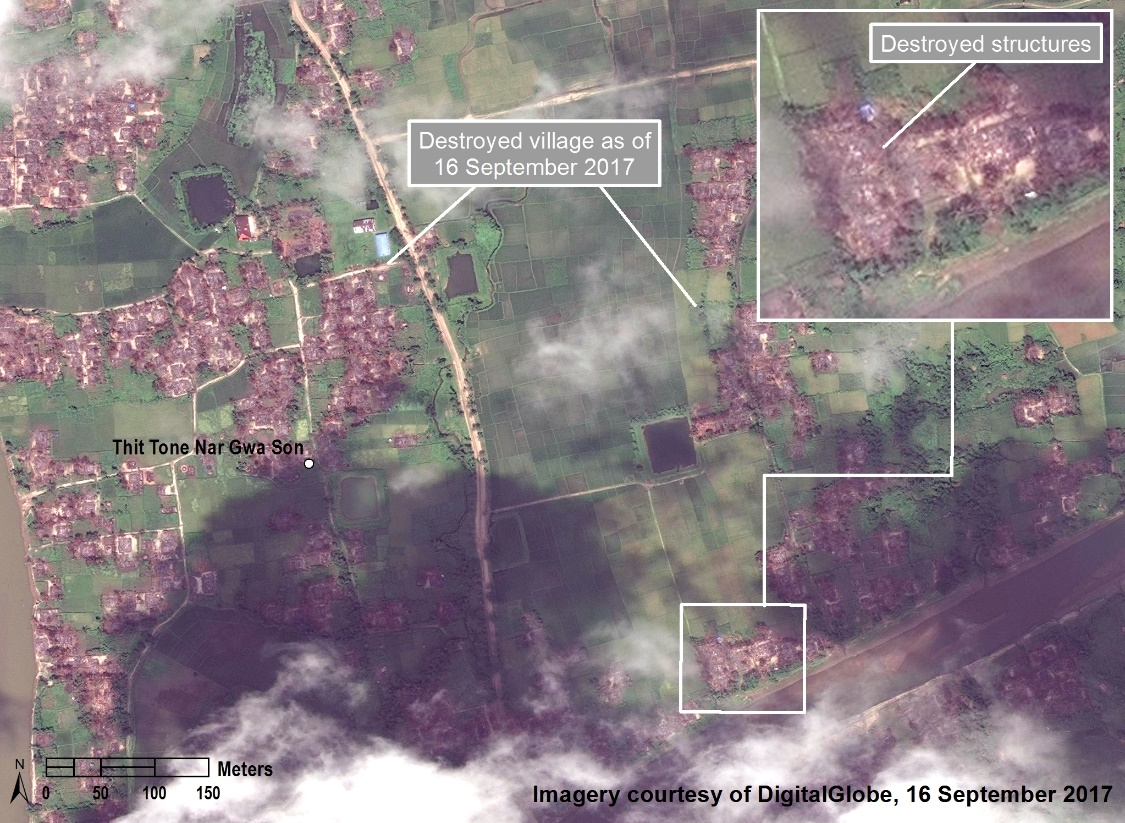 Destroyed structures
Destroyed village as of
16 September 2017
Thit Tone Nar Gwa Son
N
0 50 100 150 Meters
Imagery courtesy of DigitalGlobe, 16 September 2017